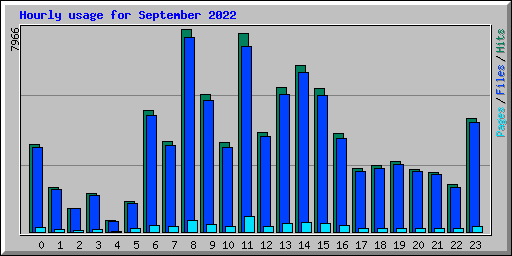 Hourly usage for September 2022
7966
Pages/Files/Hits
0 1 2 3 4 5 6 7 8 9 10 11 12 13 14 15 16 17 18 19 20 21 22 23